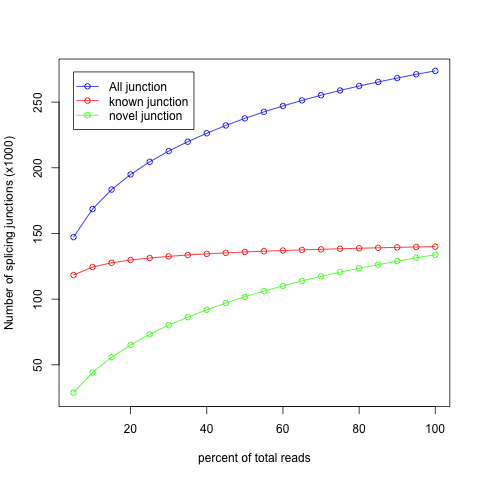 All junction
known junction
novel junction
Number of splicing junctions (x1000)
250
200
150
100
50
20
40
60
80
100
percent of total reads